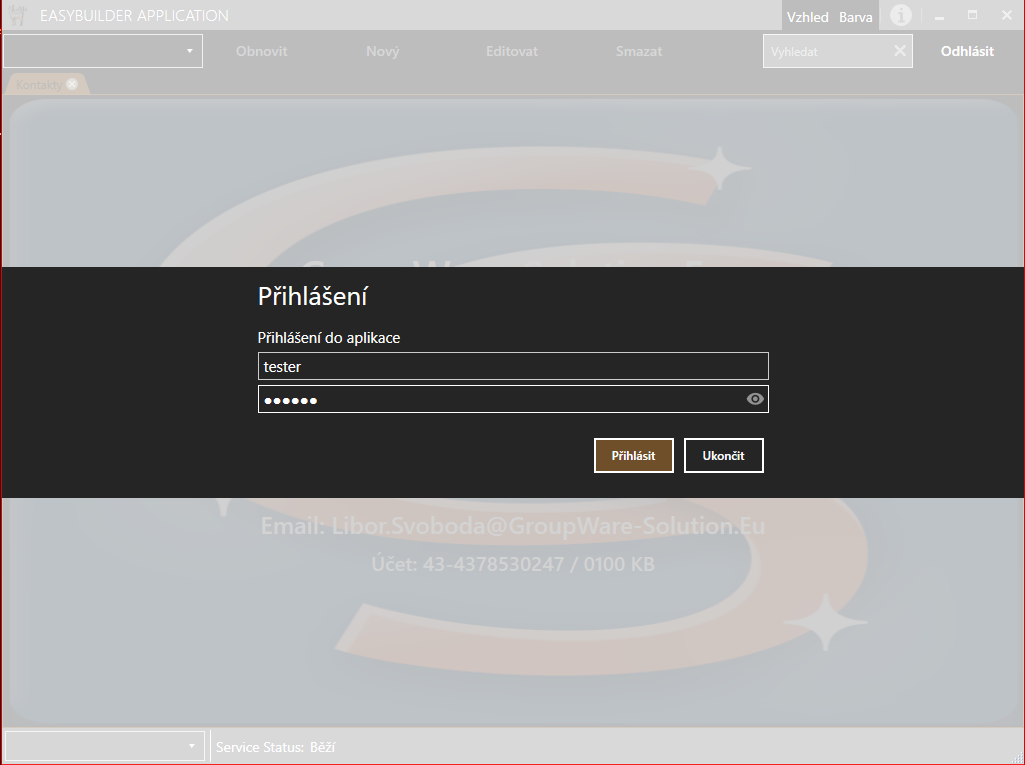 EASYBUILDER APPLICATION
Vzhled Barva
Obnovit Nový Editovat Smazat Vyhledat Odhlásit
Kontakty
Přihlášení
Přihlášení do aplikace
tester
Přihlásit Ukončit
Email: Libor.Svoboda@GroupWare-Solution.Eu
Účet: 43-4378530247 / 0100 KB
Service Status: Běží